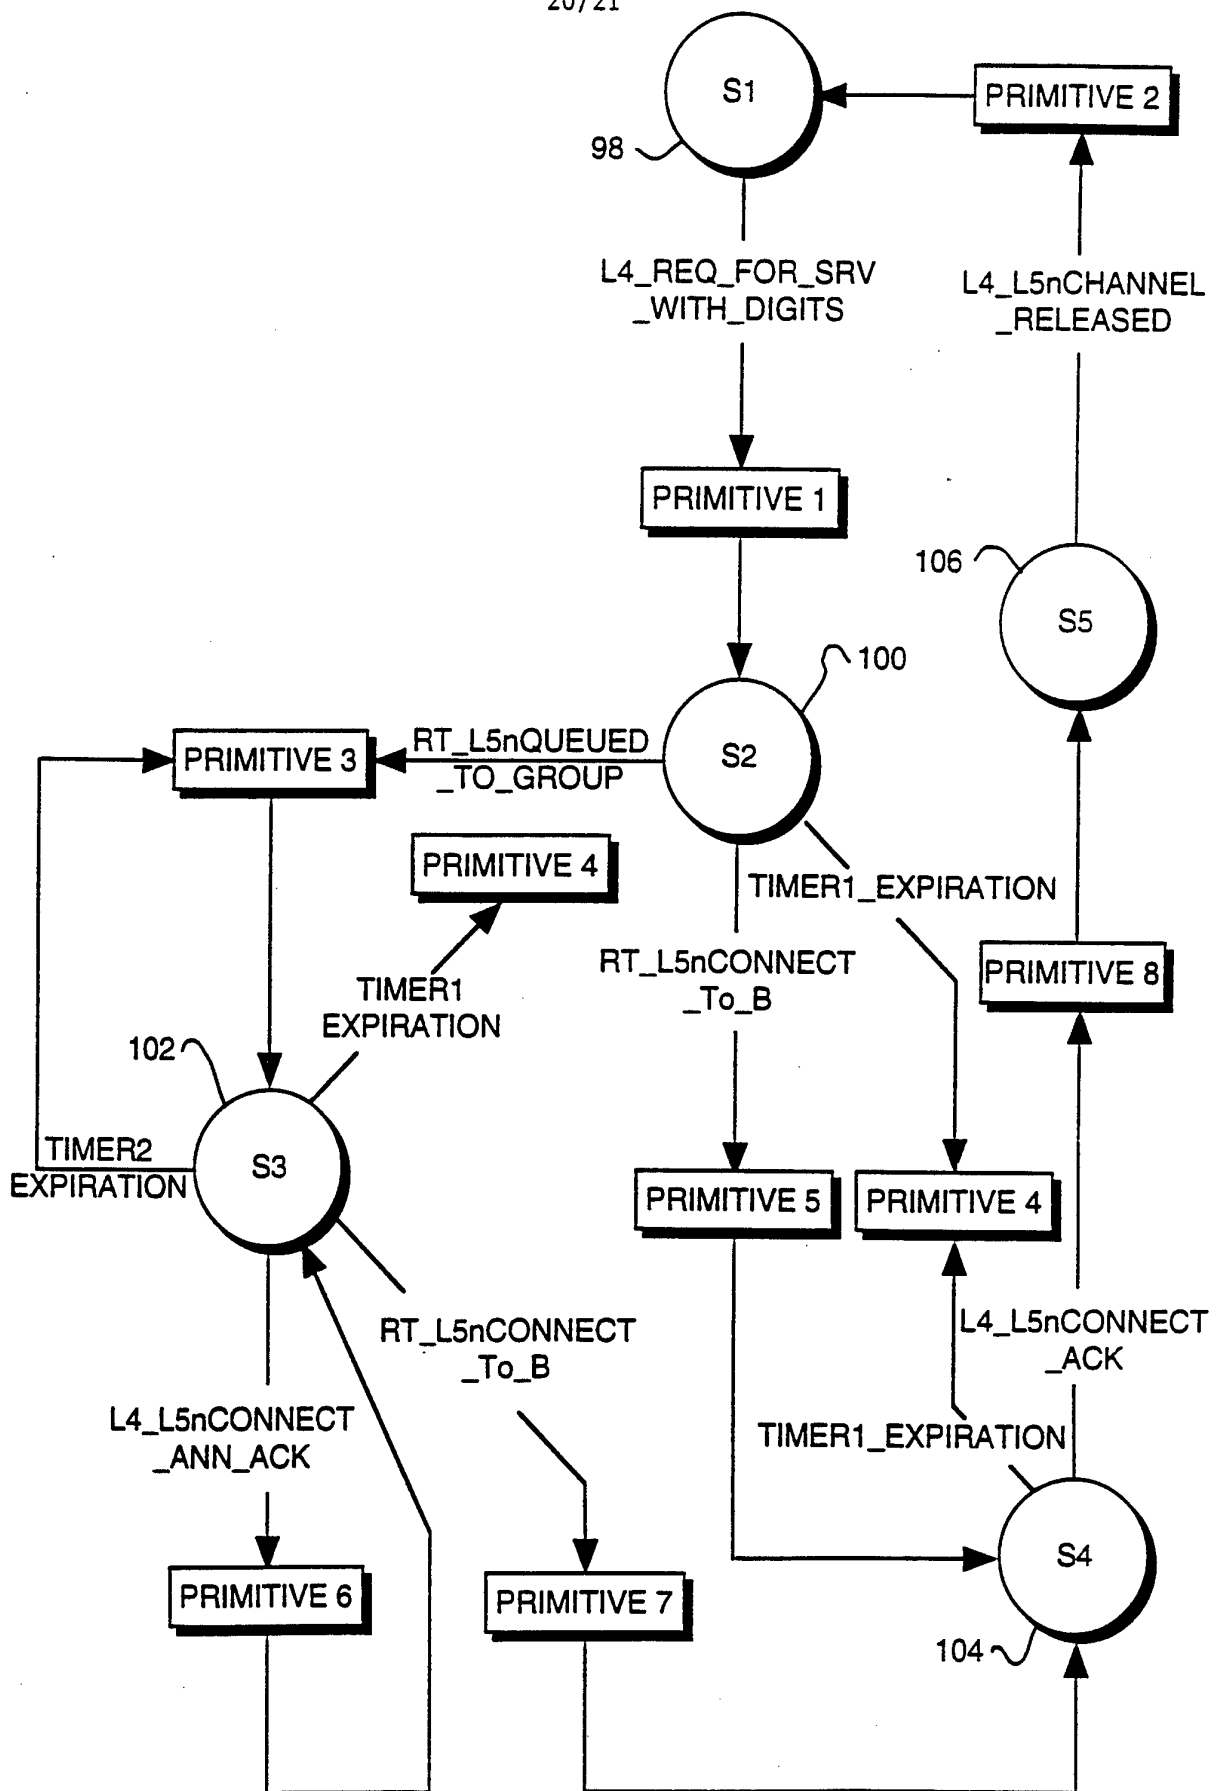 20/21
S1
PRIMITIVE 2
98
L4_REQ_FOR_SRV
_WITH_DIGITS
L4_L5nCHANNEL
_RELEASED
PRIMITIVE 1
106
S5
100
PRIMITIVE 3
RT_L5nQUEUED
_TO_GROUP
S2
PRIMITIVE 4
TIMER1_EXPIRATION
RT_L5nCONNECT
_To_B
PRIMITIVE 8
TIMER1
EXPIRATION
102
TIMER2
EXPIRATION
S3
PRIMITIVE 5
PRIMITIVE 4
RT_L5nCONNECT
_To_B
L4_L5nCONNECT
_ACK
L4_L5nCONNECT
_ANN_ACK
TIMER1_EXPIRATION
S4
PRIMITIVE 6
PRIMITIVE 7
104